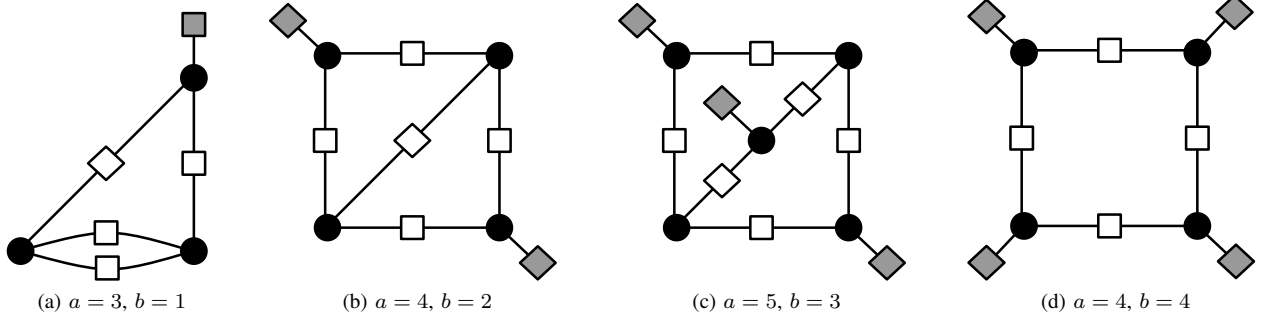 (a) a = 3, b = 1
(b) a = 4, b = 2
(c) a = 5, b = 3
(d) a = 4, b = 4